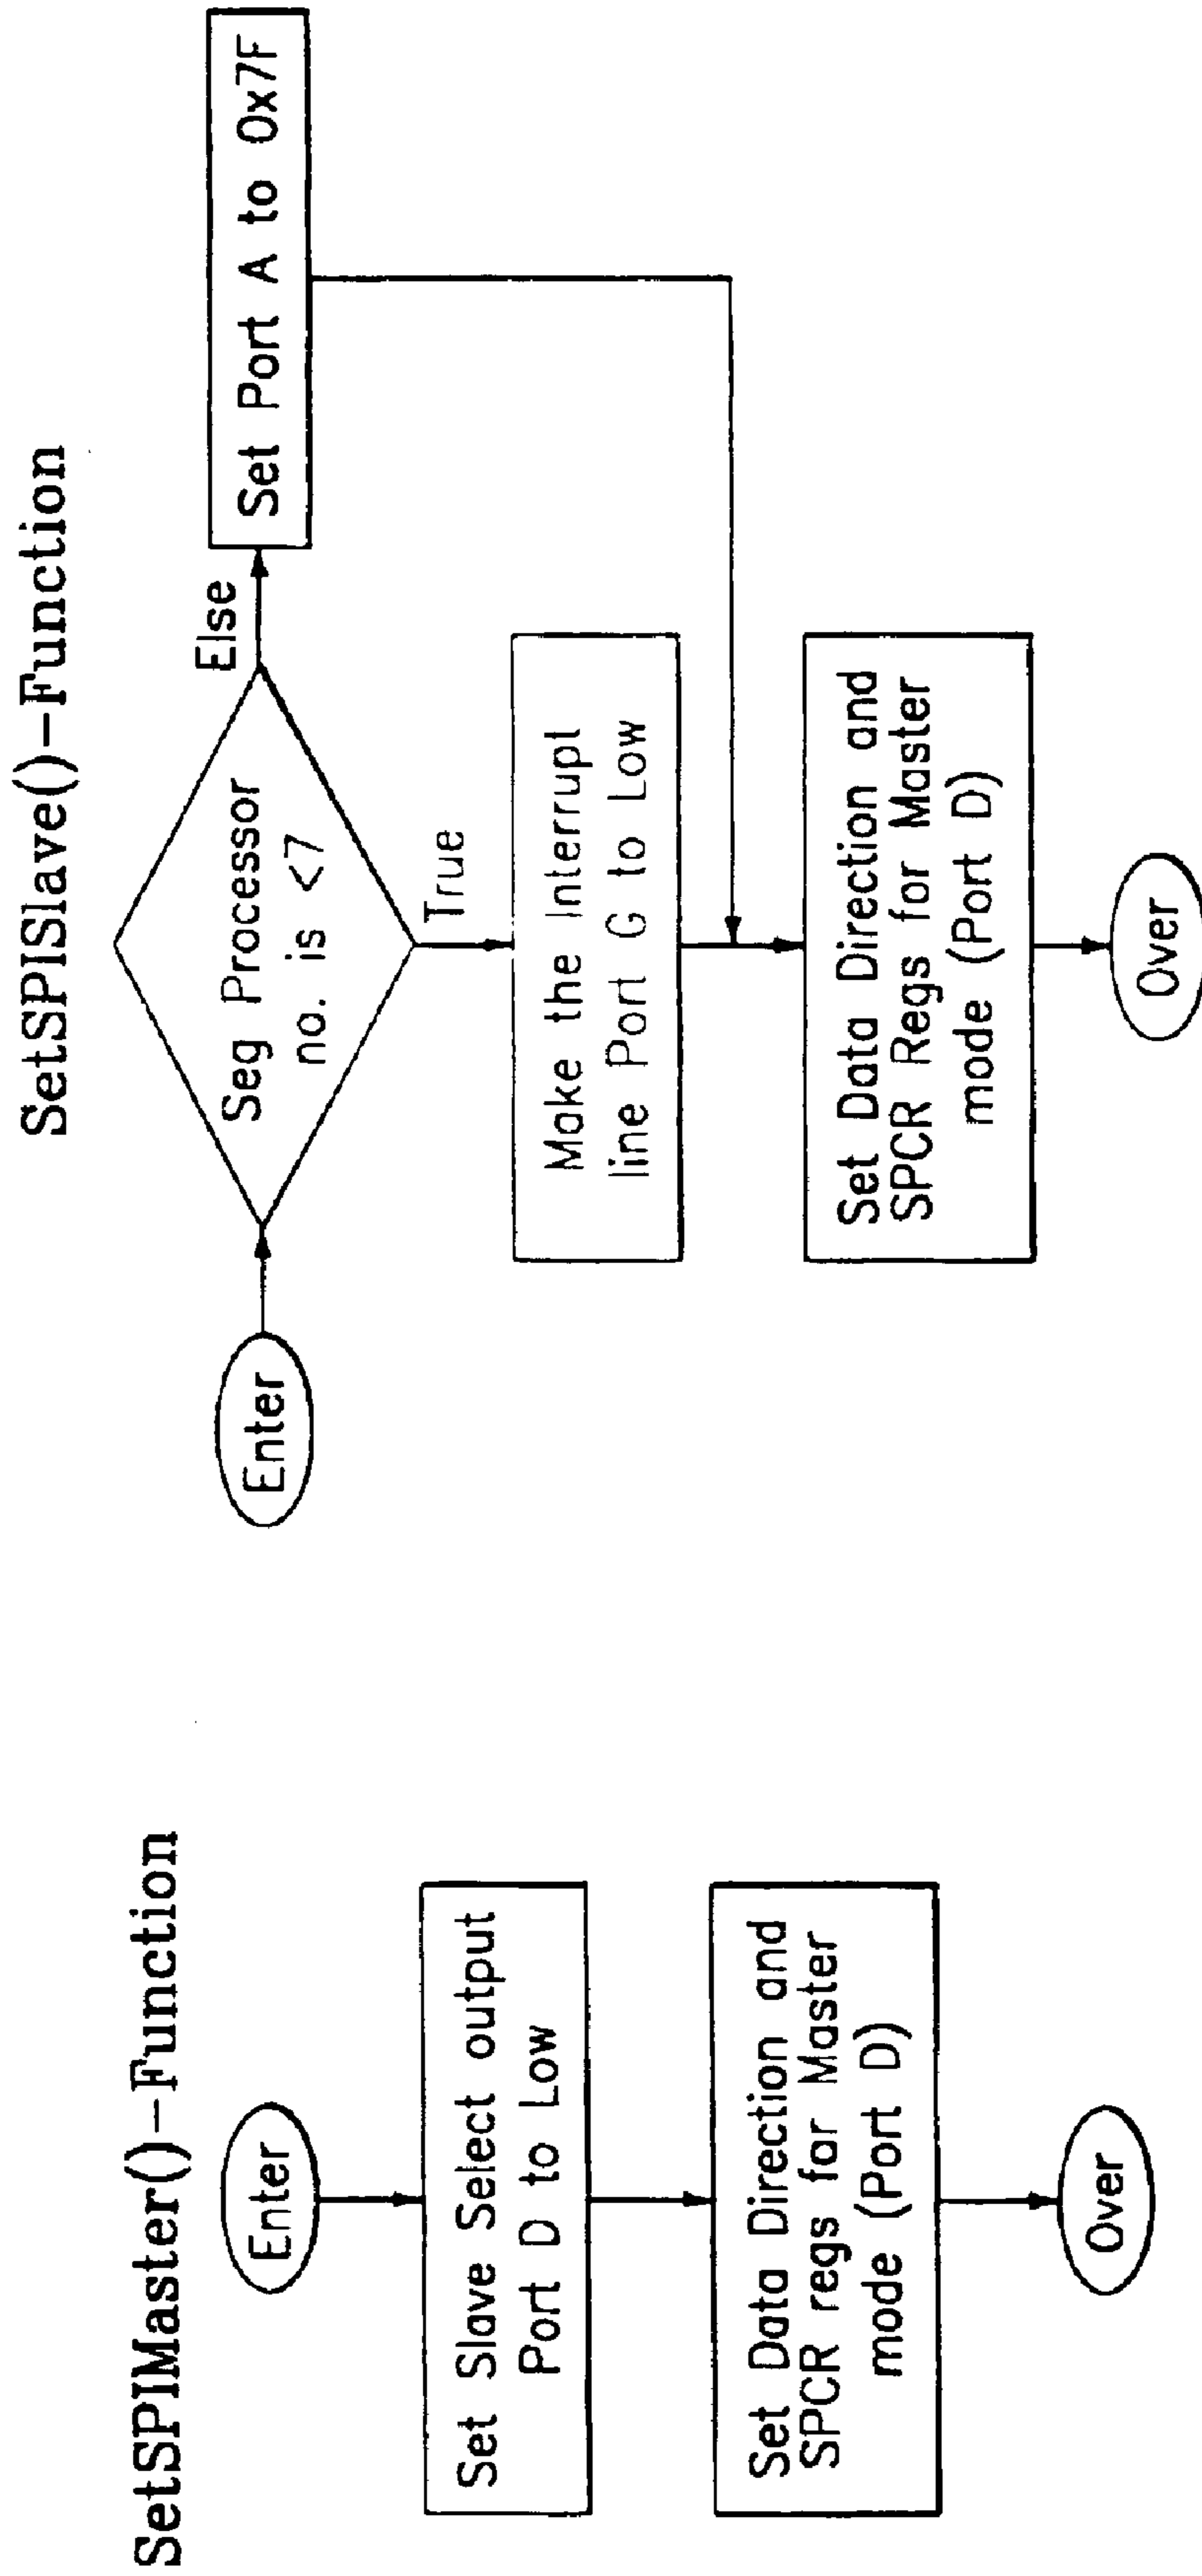 SetSPIMaster()-Function
Enter
Set Slave Select output
Port D to Low
Set Data Direction and
SPCR regs for Master
mode (Port D)
Over
SetSPISlave()-Function
Enter
Seg Processor
no. is <7
Else
Set Port A to 0x7F
True
Make the Interrupt
line Port G to Low
Set Data Direction and
SPCR Regs for Master
mode (Port D)
Over